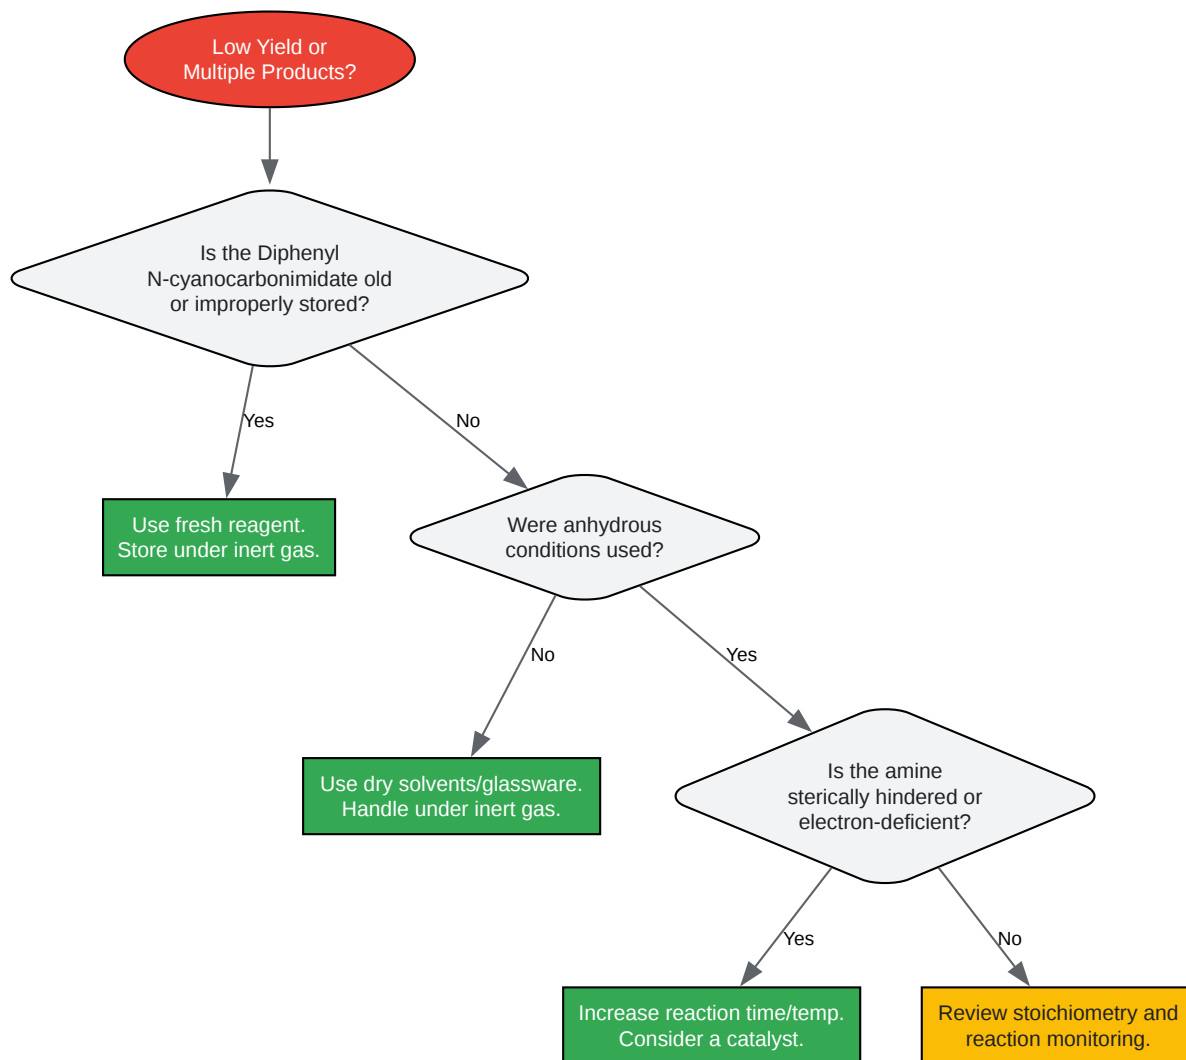 Low Yield or
Multiple Products?
Is the Diphenyl
N-cyanocarbonimidate old
or improperly stored?
Yes
No
Use fresh reagent.
Store under inert gas.
Were anhydrous
conditions used?
No
Yes
Use dry solvents/glassware.
Handle under inert gas.
Is the amine
sterically hindered or
electron-deficient?
Yes
No
Increase reaction time/temp.
Consider a catalyst.
Review stoichiometry and
reaction monitoring.